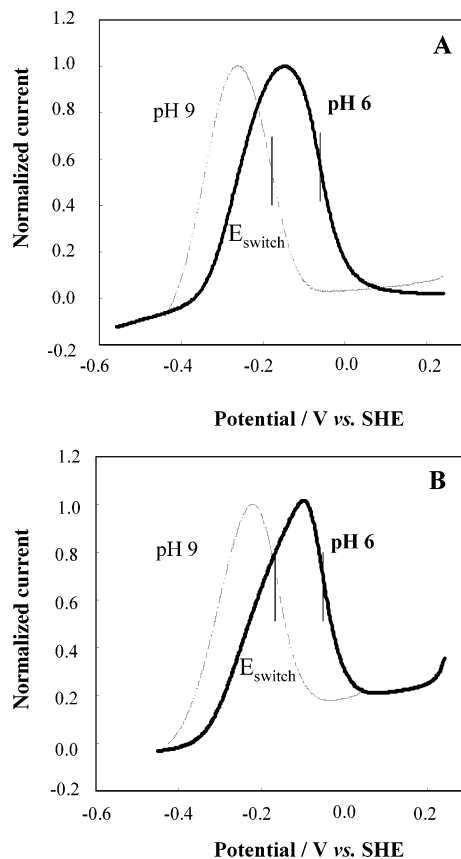 A
1.2
1.0
0.8
0.6
0.4
0.2
0.0
-0.2
Normalized current
pH 9
pH 6
Eswitch
-0.6 -0.4 -0.2 0.0 0.2
Potential / V vs. SHE
B
1.2
1.0
0.8
0.6
0.4
0.2
0.0
-0.2
Normalized current
pH 9
pH 6
Eswitch
-0.6 -0.4 -0.2 0.0 0.2
Potential / V vs. SHE